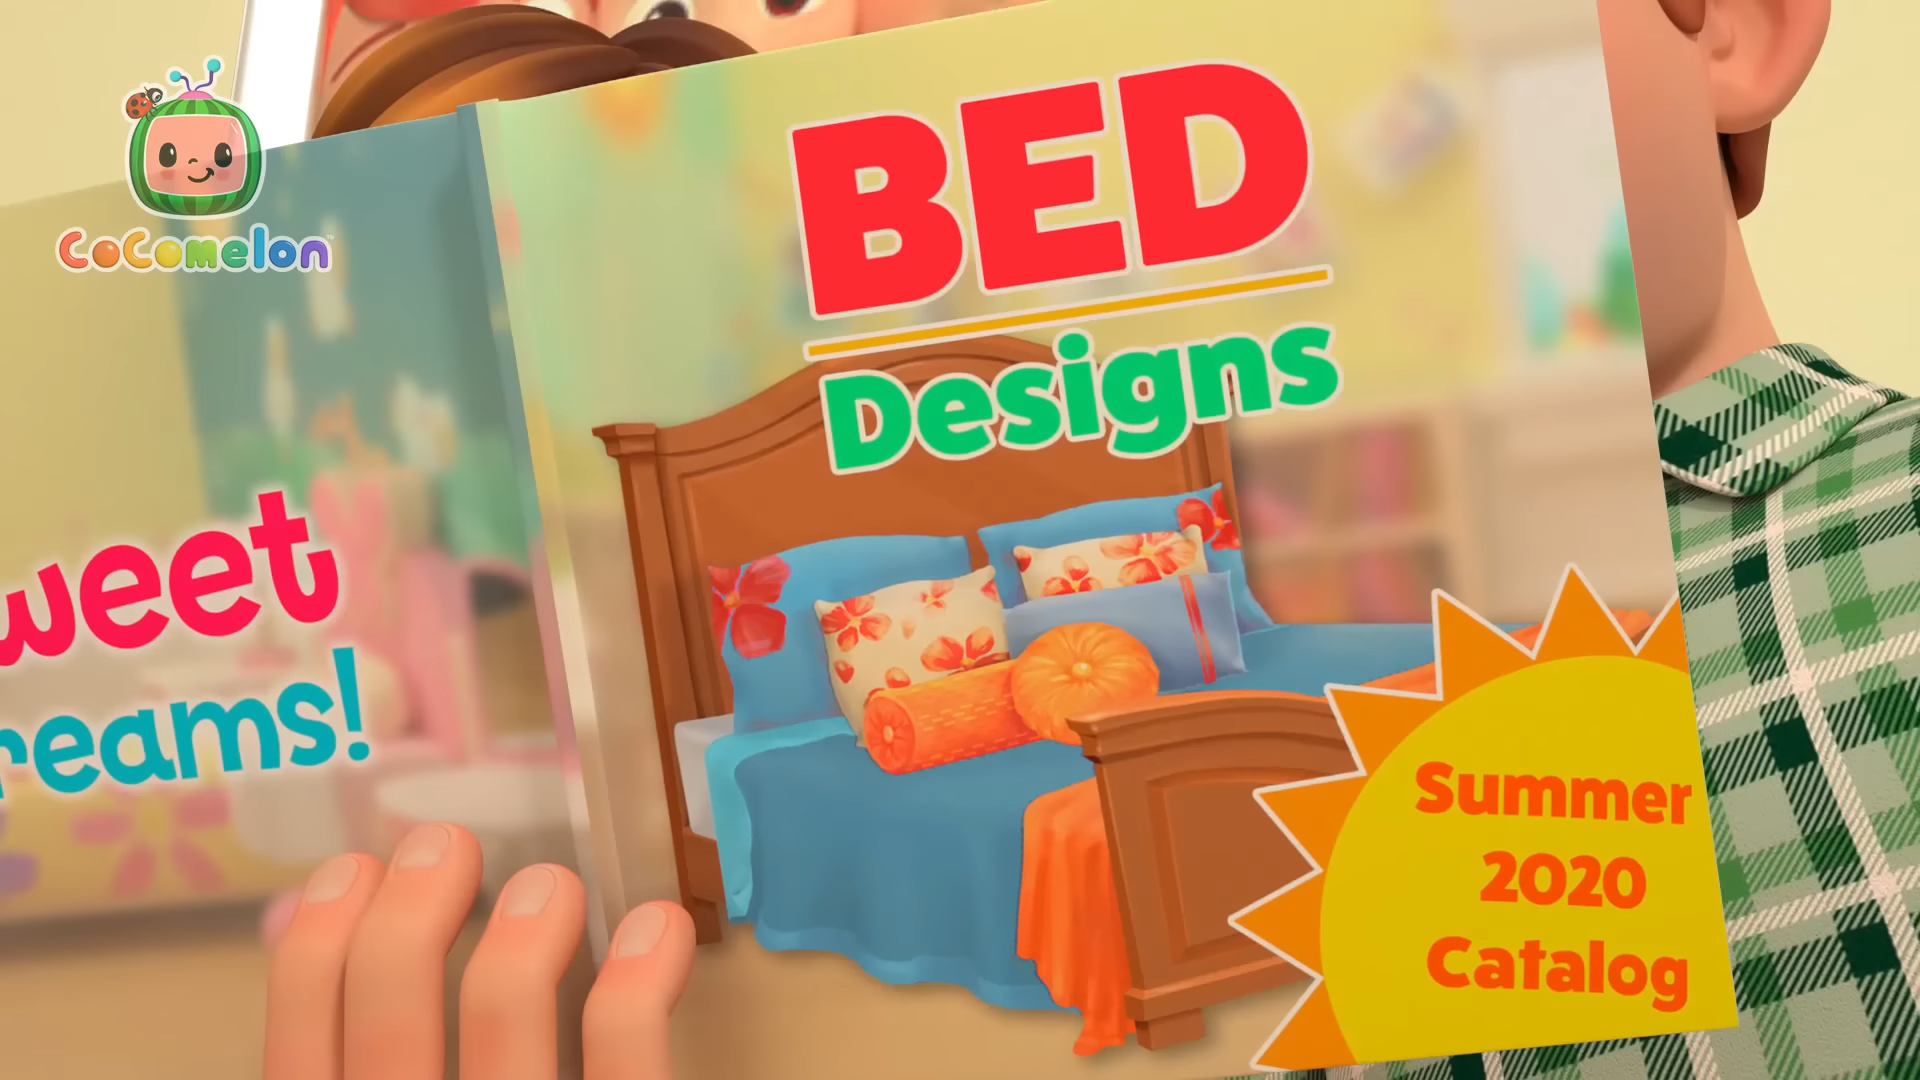 CoComelon
BED
Designs
weet
reams!
Summer
2020
Catalog